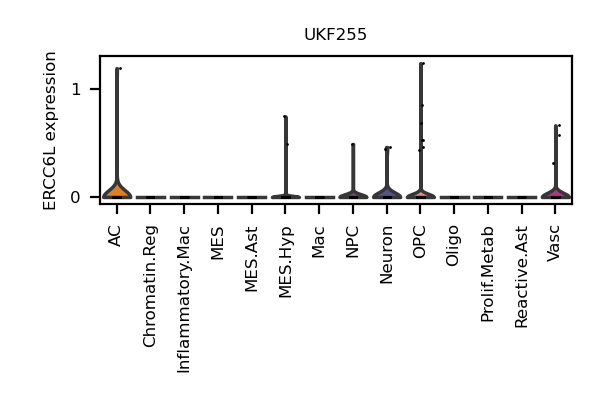 UKF255
ERCC6L expression
1
0
AC
Chromatin.Reg
Inflammatory.Mac
MES
MES.Ast
MES.Hyp
Mac
NPC
Neuron
OPC
Oligo
Prolif.Metab
Reactive.Ast
Vasc